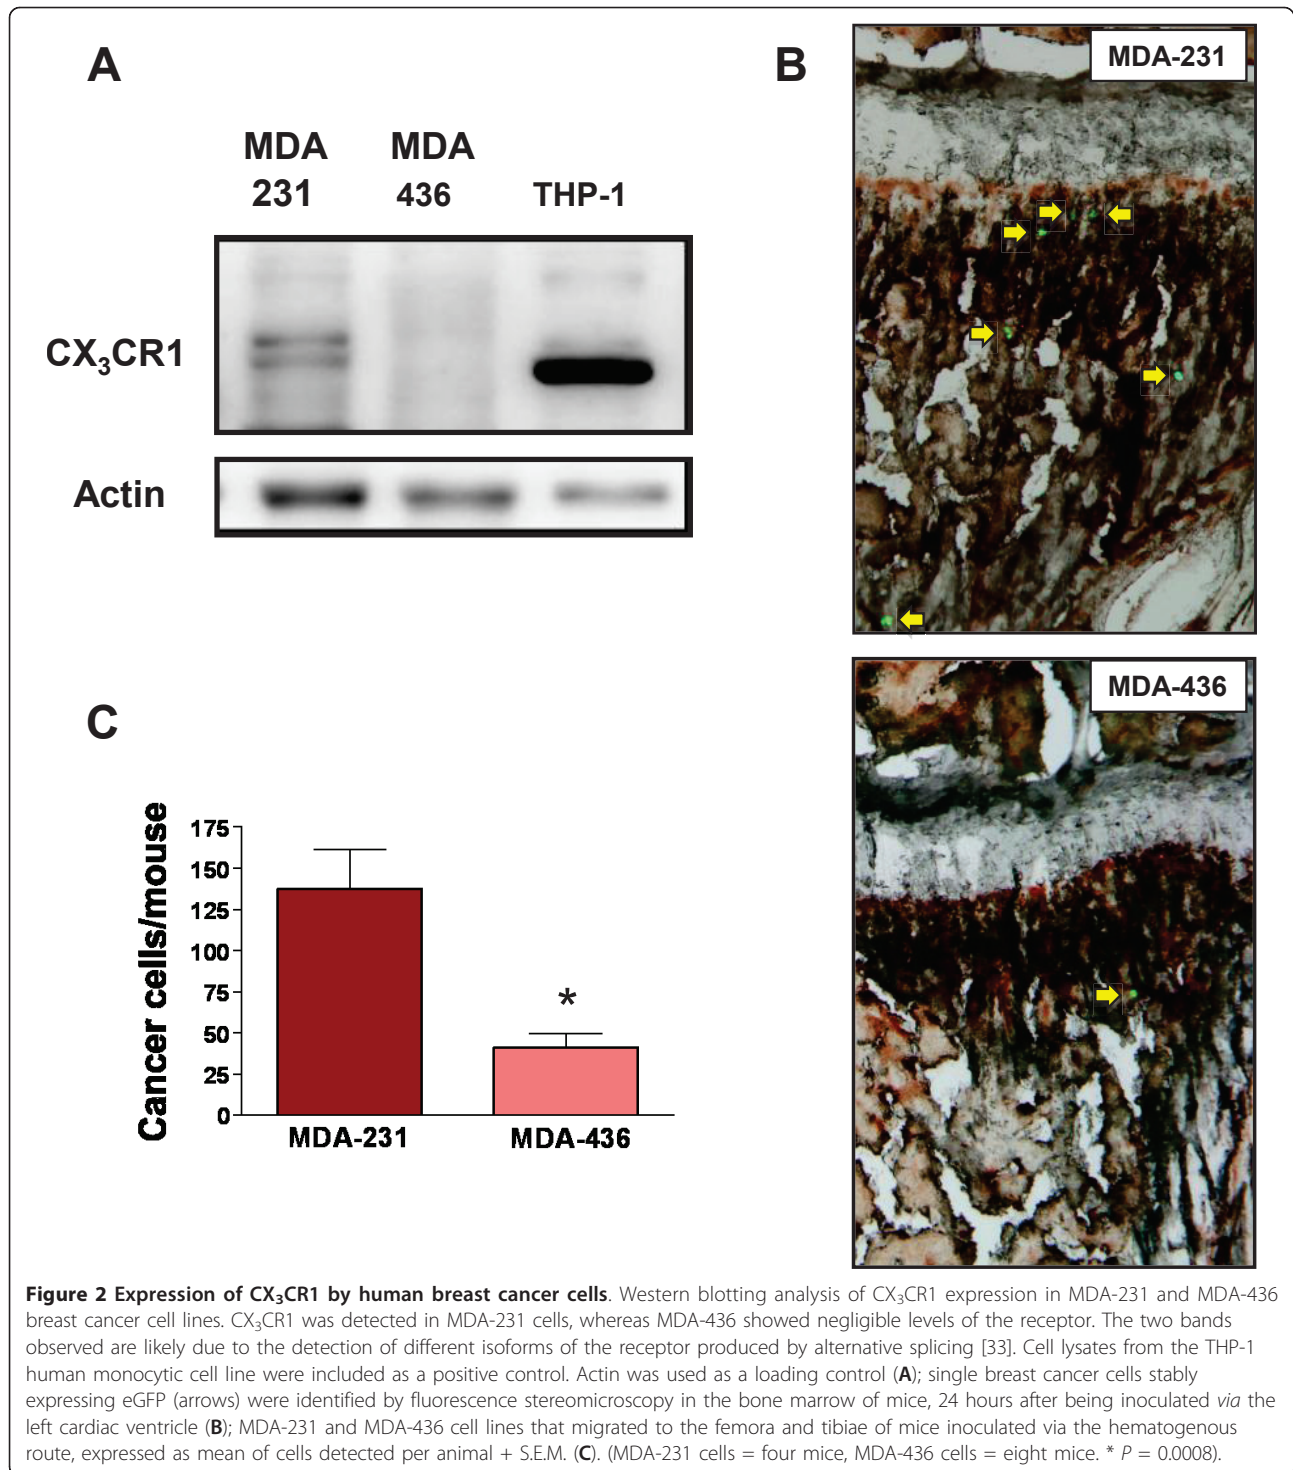 A
MDA MDA
231 436 THP-1
CX₃CR1
Actin
B
MDA-231
MDA-436
C
Cancer cells/mouse
175
150
125
100
75
50
25
0
*
MDA-231 MDA-436
Figure 2 Expression of CX₃CR1 by human breast cancer cells. Western blotting analysis of CX₃CR1 expression in MDA-231 and MDA-436
breast cancer cell lines. CX₃CR1 was detected in MDA-231 cells, whereas MDA-436 showed negligible levels of the receptor. The two bands
observed are likely due to the detection of different isoforms of the receptor produced by alternative splicing [33]. Cell lysates from the THP-1
human monocytic cell line were included as a positive control. Actin was used as a loading control (A); single breast cancer cells stably
expressing eGFP (arrows) were identified by fluorescence stereomicroscopy in the bone marrow of mice, 24 hours after being inoculated via the
left cardiac ventricle (B); MDA-231 and MDA-436 cell lines that migrated to the femora and tibiae of mice inoculated via the hematogenous
route, expressed as mean of cells detected per animal + S.E.M. (C). (MDA-231 cells = four mice, MDA-436 cells = eight mice. * P = 0.0008).